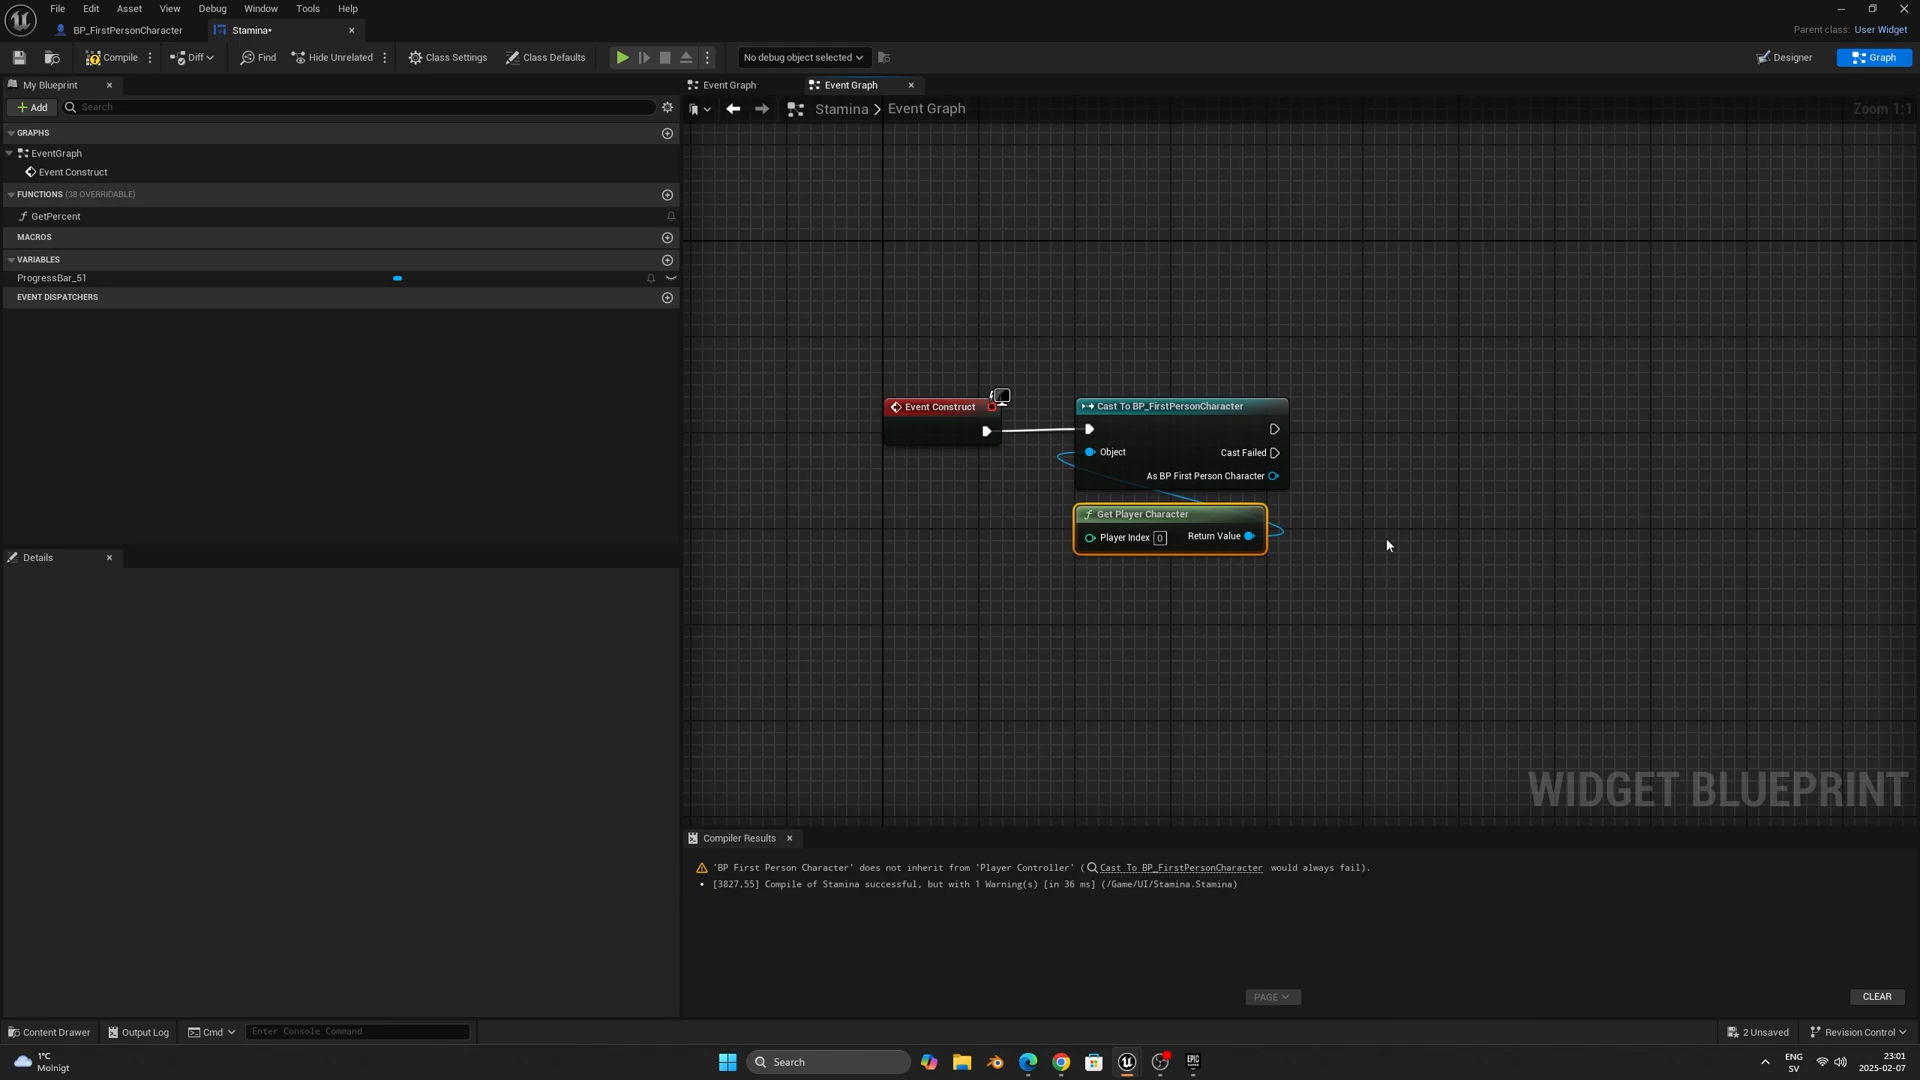 File Edit Asset View Debug Window Tools Help
BP_FirstPersonCharacter Stamina*
Parent class: User Widget
Compile Diff Find Hide Unrelated Class Settings Class Defaults No debug object selected Designer Graph
My Blueprint Event Graph Event Graph
Add Search
Stamina > Event Graph
Zoom 1:1
GRAPHS
EventGraph
Event Construct
FUNCTIONS (38 OVERRIDABLE)
GetPercent
MACROS
VARIABLES
ProgressBar_51
EVENT DISPATCHERS
Event Construct
Cast To BP_FirstPersonCharacter
Object
Cast Failed
As BP First Person Character
Get Player Character
Player Index 0 Return Value
Details
WIDGET BLUEPRINT
Compiler Results
'BP First Person Character' does not inherit from 'Player Controller' ( Cast To BP_FirstPersonCharacter would always fail).
• [3827,55] Compile of Stamina successful, but with 1 Warning(s) [in 36 ms] (/Game/UI/Stamina.Stamina)
PAGE
CLEAR
Content Drawer Output Log Cmd Enter Console Command 2 Unsaved Revision Control
1°C
Molnigt
Search
EPIC
ENG
SV
23:01
2025-02-07